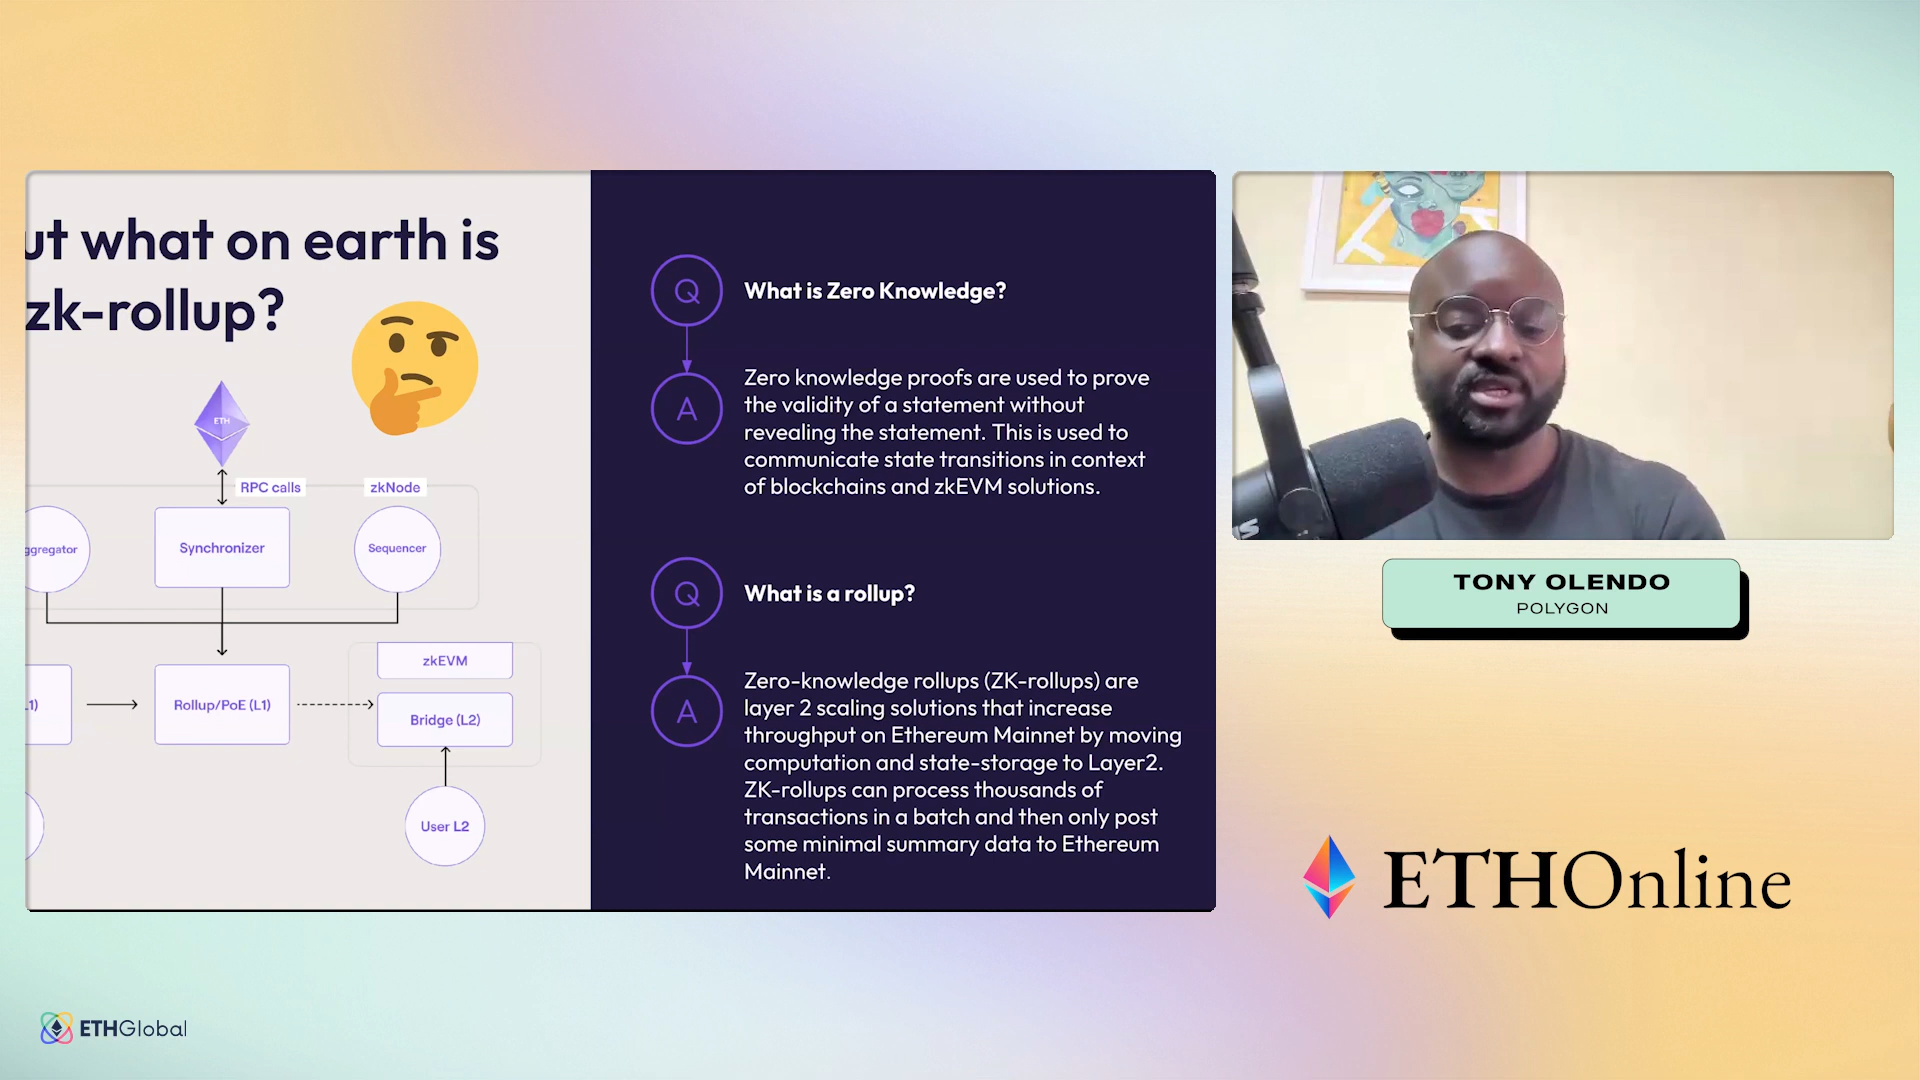 ut what on earth is
zk-rollup?
ETH
RPC calls
zkNode
ggregator
Synchronizer
Sequencer
zkEVM
.1)
Rollup/PoE (L1)
Bridge (L2)
User L2
Q
What is Zero Knowledge?
A
Zero knowledge proofs are used to prove
the validity of a statement without
revealing the statement. This is used to
communicate state transitions in context
of blockchains and zkEVM solutions.
Q
What is a rollup?
A
Zero-knowledge rollups (ZK-rollups) are
layer 2 scaling solutions that increase
throughput on Ethereum Mainnet by moving
computation and state-storage to Layer2.
ZK-rollups can process thousands of
transactions in a batch and then only post
some minimal summary data to Ethereum
Mainnet.
TONY OLENDO
POLYGON
ETHOnline
ETHGlobal